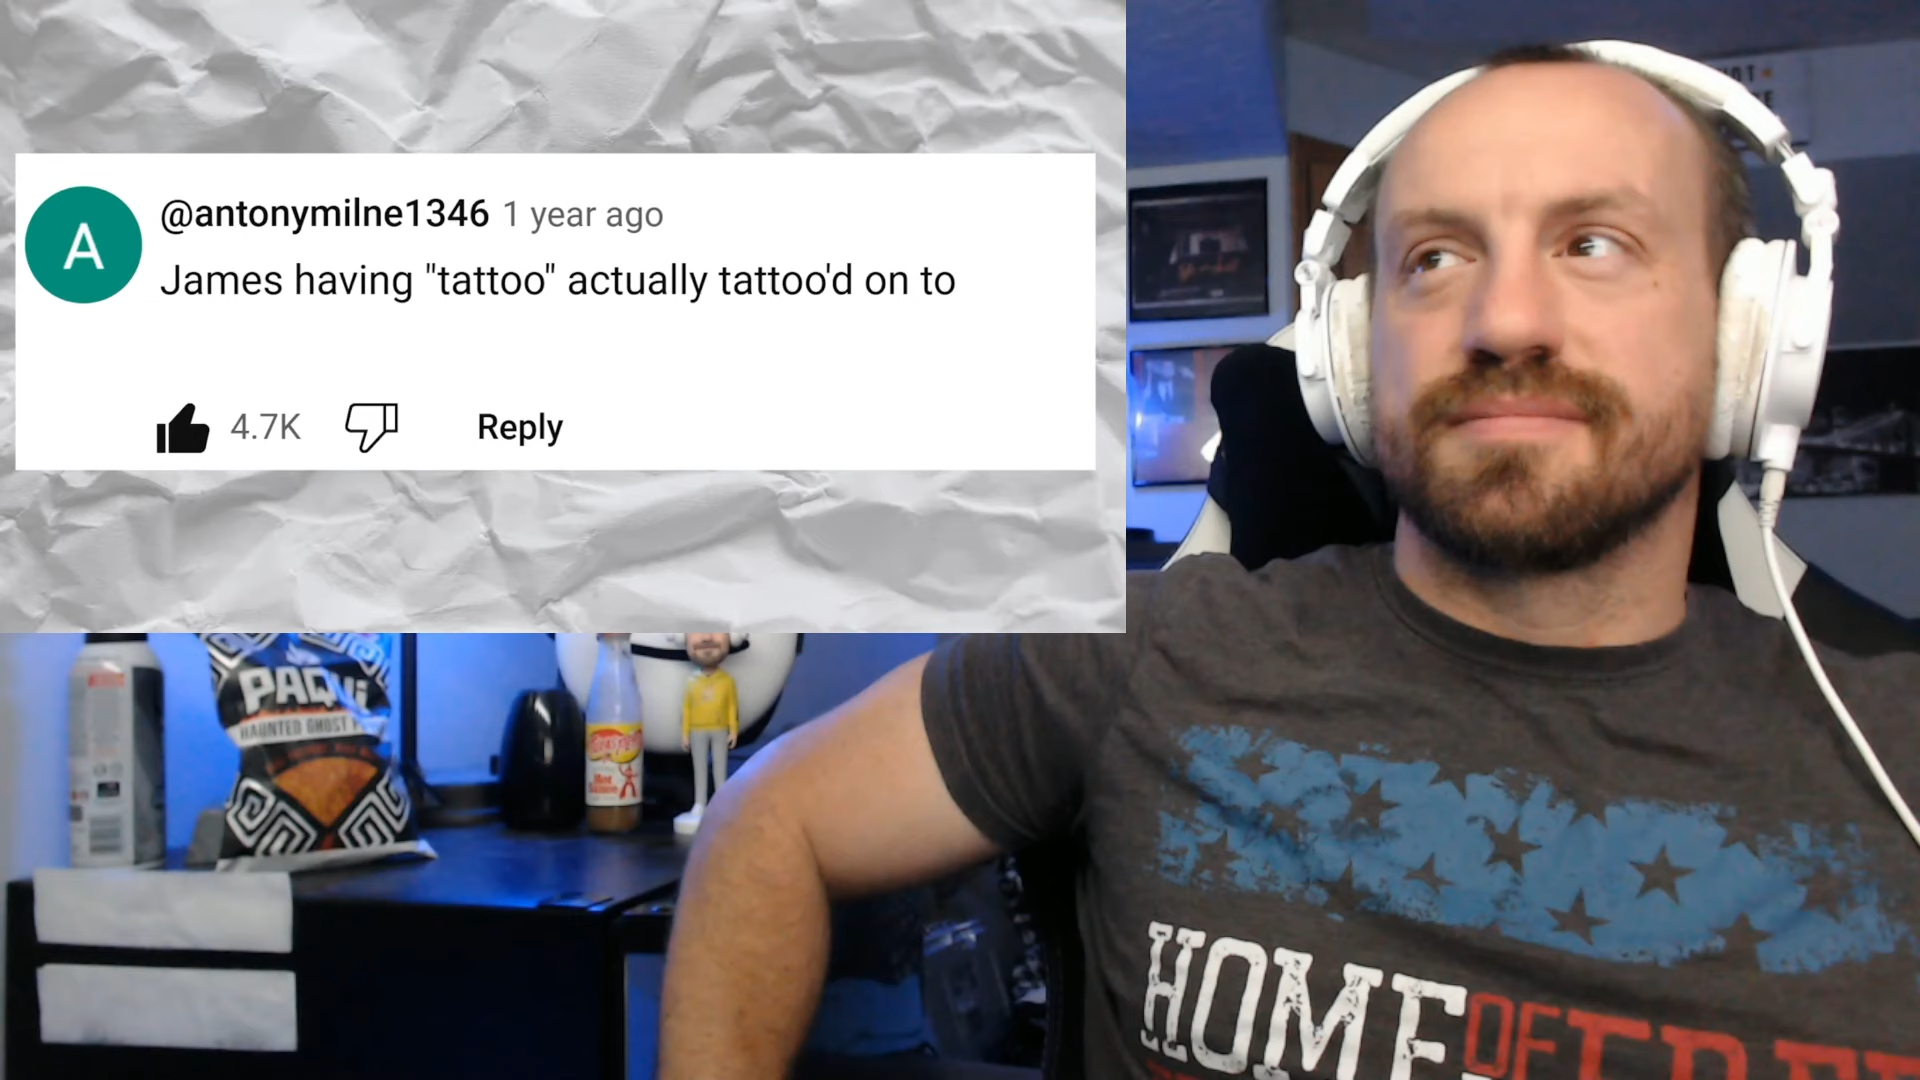 A
@antonymilne1346 1 year ago
James having "tattoo" actually tattoo'd on to
4.7K Reply
PAQUI
HAUNTED GHOST
Hot
HOME OF